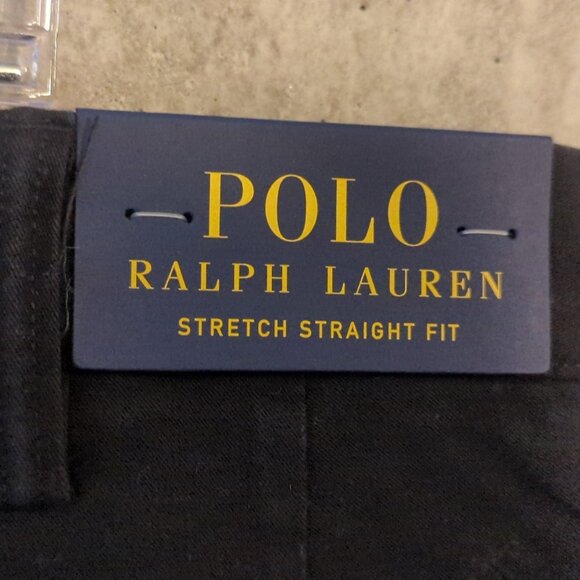 POLO
RALPH LAUREN
STRETCH STRAIGHT FIT